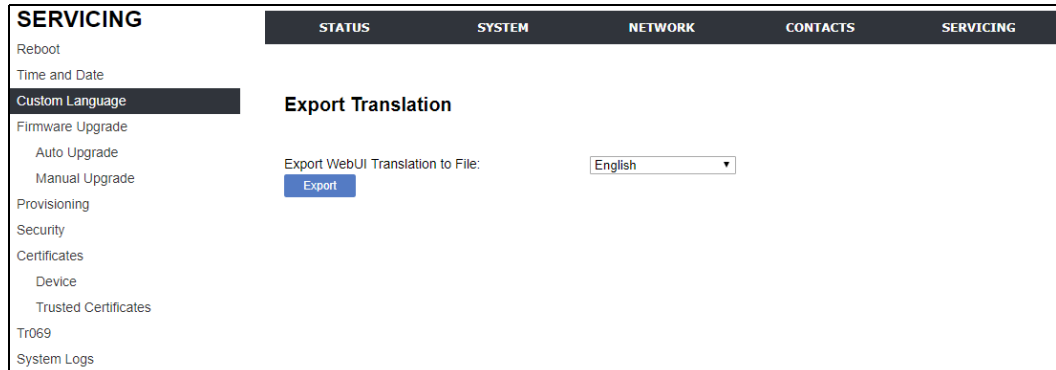 SERVICING
STATUS SYSTEM NETWORK CONTACTS SERVICING
Reboot
Time and Date
Custom Language
Firmware Upgrade
Auto Upgrade
Manual Upgrade
Provisioning
Security
Certificates
Device
Trusted Certificates
Tr069
System Logs
Export Translation
Export WebUI Translation to File: English
Export